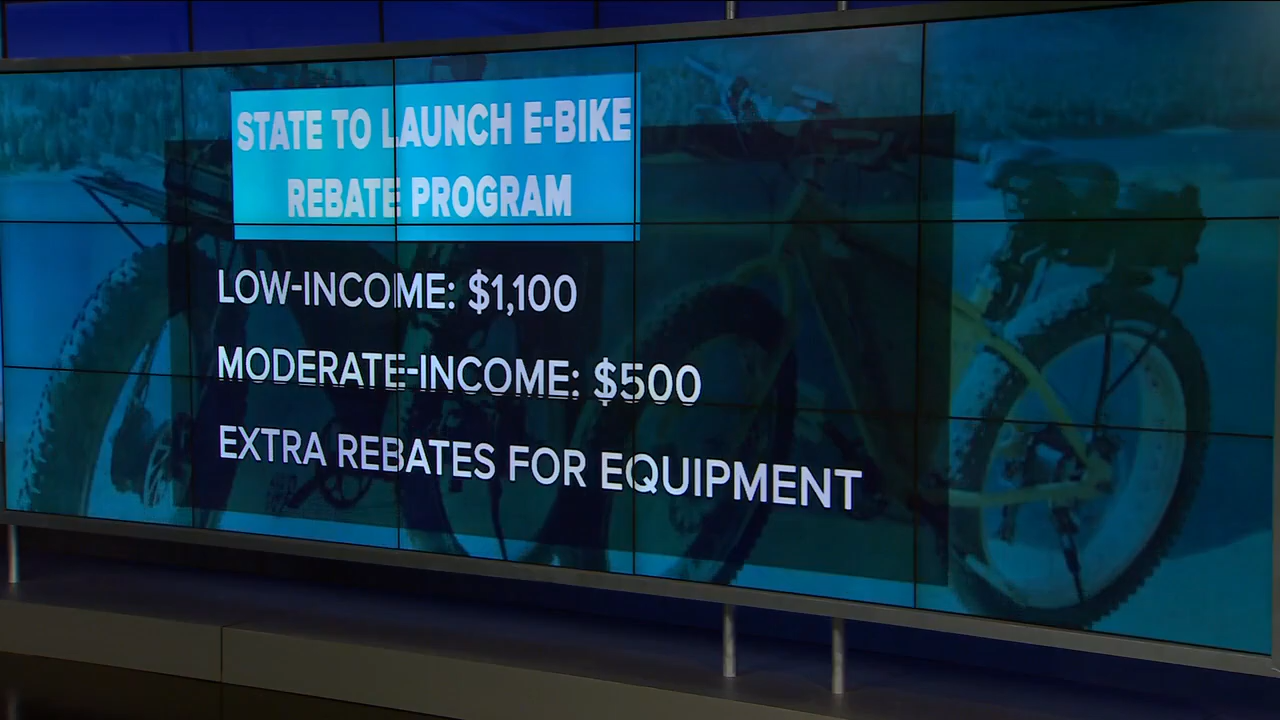 STATE TO LAUNCH E-BIKE
REBATE PROGRAM
LOW-INCOME: $1,100
MODERATE-INCOME: $500
EXTRA REBATES FOR EQUIPMENT